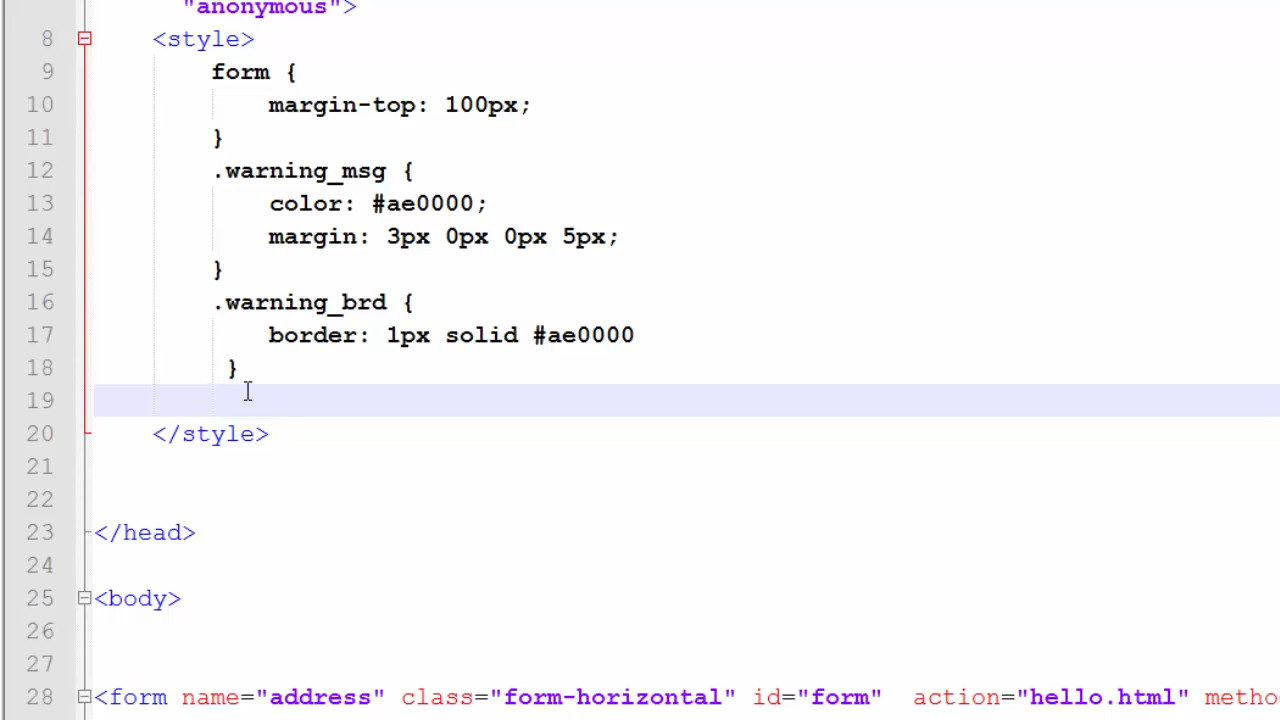 "anonymous">
8 <style>
9 form {
10 margin-top: 100px;
11 }
12 .warning_msg {
13 color: #ae0000;
14 margin: 3px 0px 0px 5px;
15 }
16 .warning_brd {
17 border: 1px solid #ae0000
18 }
19
20 </style>
21
22
23 </head>
24
25 <body>
26
27
28 <form name="address" class="form-horizontal" id="form" action="hello.html" metho